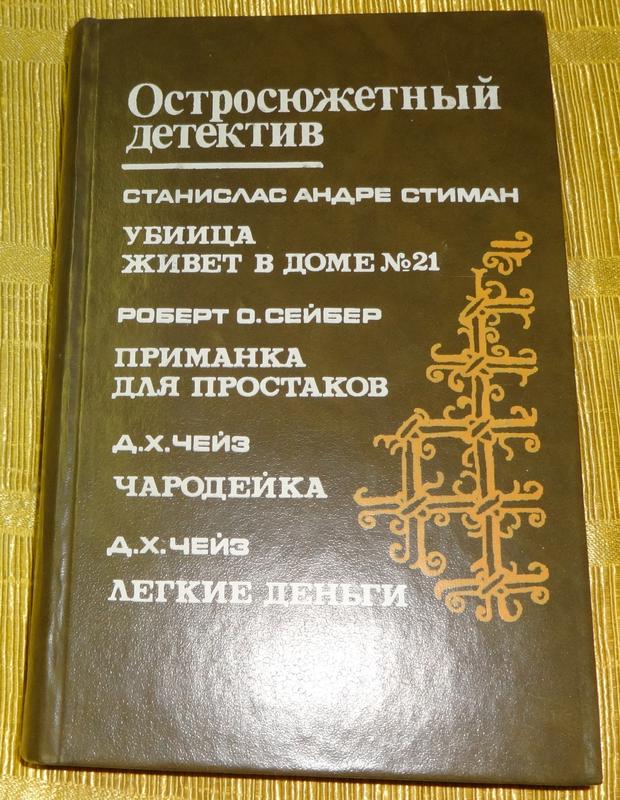 Остросюжетный
детектив
СТАНИСЛАС АНДРЕ СТИМАН
УБИЙЦА
ЖИВЕТ В ДОМЕ №21
РОБЕРТ О. СЕЙБЕР
ПРИМАНКА
ДЛЯ ПРОСТАКОВ
Д.Х. ЧЕЙЗ
ЧАРОДЕЙКА
Д.Х. ЧЕЙЗ
ЛЕГКИЕ ДЕНЬГИ